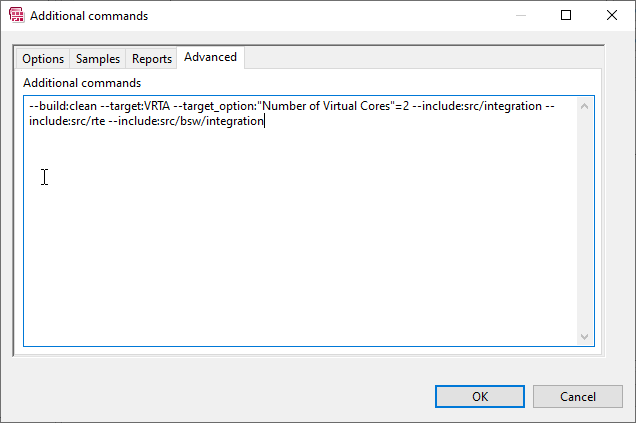 Additional commands
Options Samples Reports Advanced
Additional commands
--build:clean --target:VRTA --target_option:"Number of Virtual Cores"=2 --include:src/integration --
include:src/rte --include:src/bsw/integration
OK Cancel